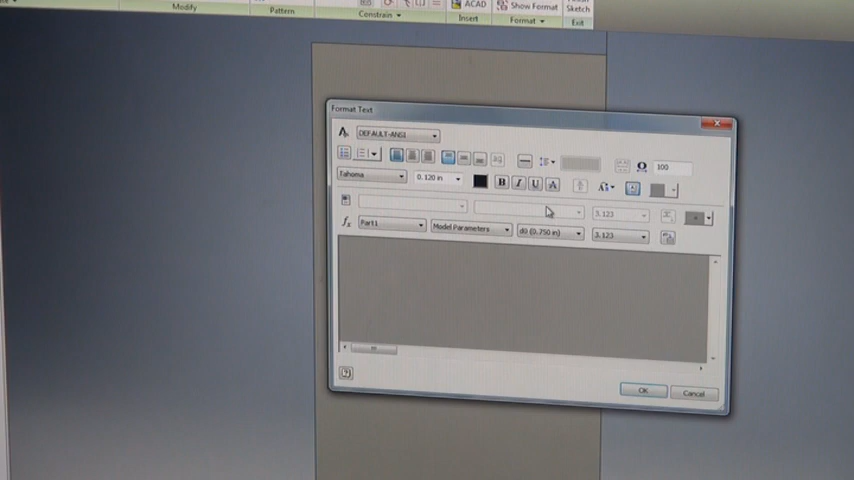 Modify
Pattern
Constrain
ACAD
Insert
Show Format
Format
Sketch
Exit
Format Text
DEFAULT-ANSI
100
Tahoma
0.120 in
B I U A
3.123
fx Part1 Model Parameters d0 (0.750 in) 3.123
OK
Cancel